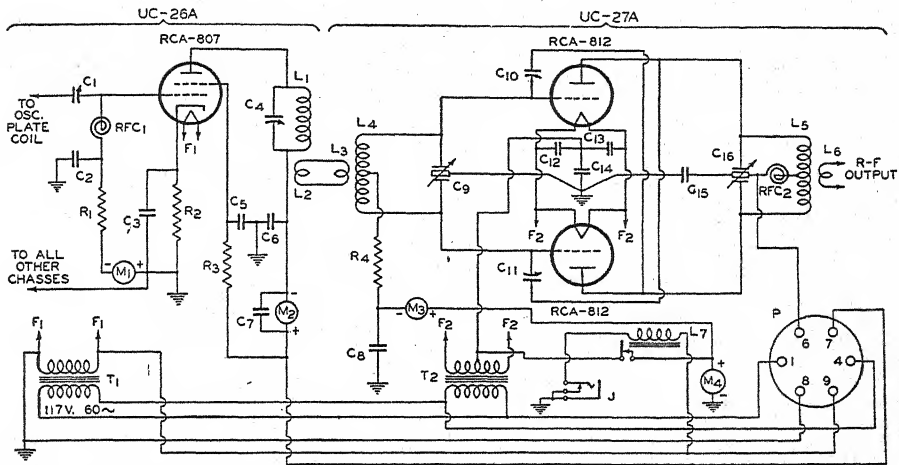 UC-26A
UC-27A
RCA-807
RCA-812
C1
TO
OSC.
PLATE
COIL
RFC1
C2
R1
C3
R2
F1
C4
L1
L2
L3
L4
C5
C6
R3
C7
M1
- +
M2
-
+
TO ALL
OTHER
CHASSES
C9
C10
C11
C12
C13
C14
C15
C16
F2
F2
RCA-812
L5
L6
R-F
OUTPUT
RFC2
R4
M3
- +
C8
F1
F1
T1
117V. 60~
F2
F2
T2
L7
J
M4
+
-
P
6
7
1
4
8
9